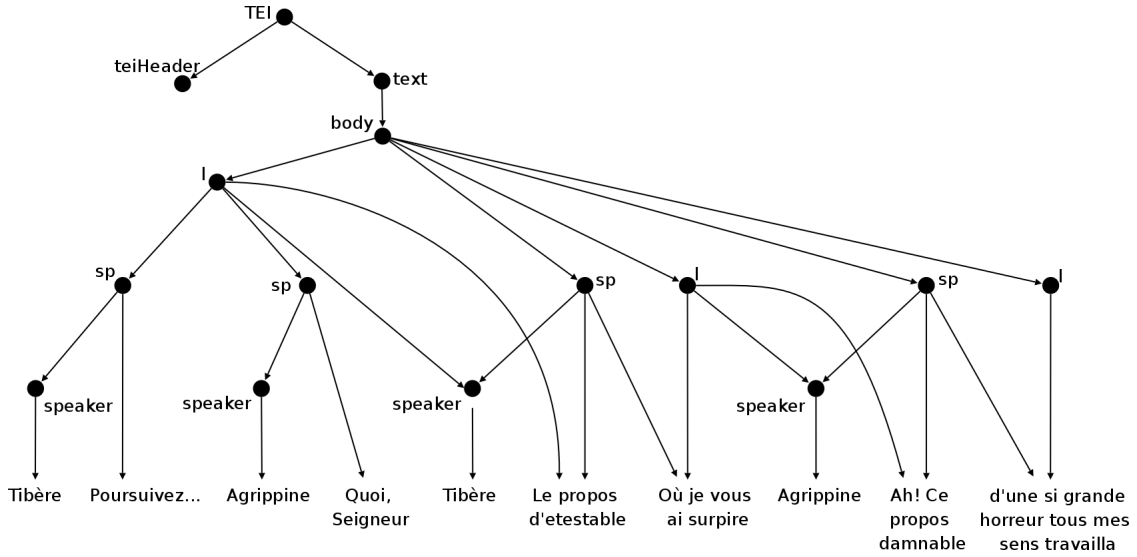 TEI
teiHeader
text
body
l
sp
sp
sp
l
sp
l
speaker
speaker
speaker
speaker
Tibère
Poursuivez...
Agrippine
Quoi,
Seigneur
Tibère
Le propos
d'etestable
Où je vous
ai surpire
Agrippine
Ah! Ce
propos
damnable
d'une si grande
horreur tous mes
sens travailla